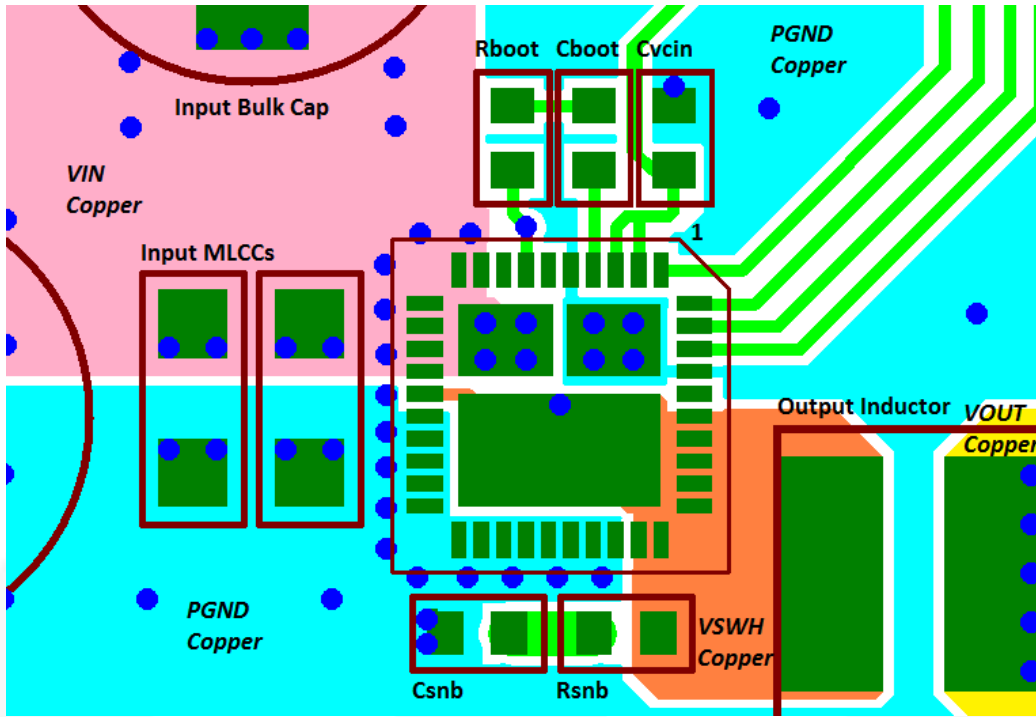 Rboot Cboot Cvcin
PGND
Copper
Input Bulk Cap
VIN
Copper
1
Input MLCCs
Output Inductor
VOUT
Copper
PGND
Copper
VSWH
Copper
Csnb
Rsnb